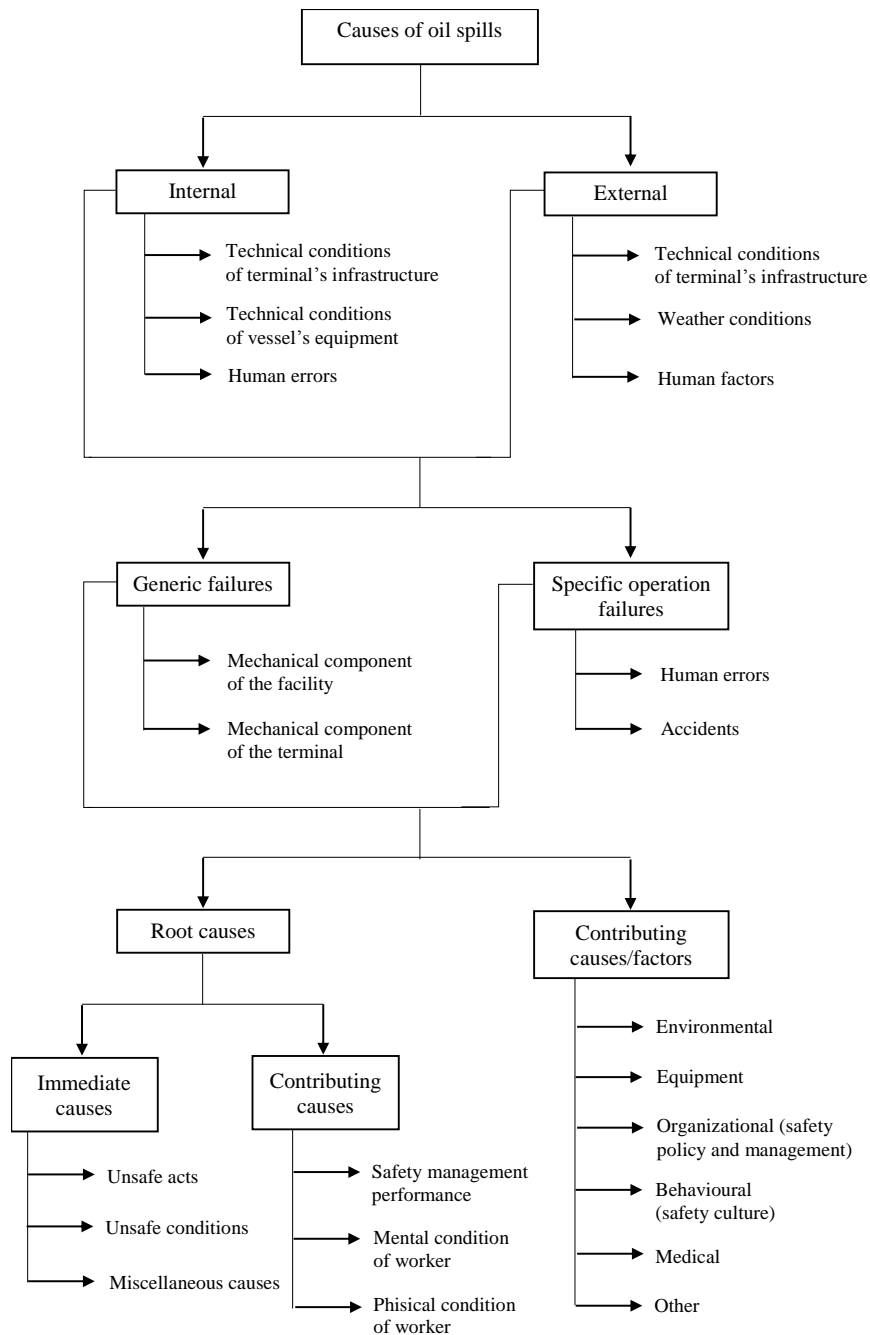 Causes of oil spills
Internal
External
Technical conditions
of terminal’s infrastructure
Technical conditions
of vessel’s equipment
Human errors
Technical conditions
of terminal’s infrastructure
Weather conditions
Human factors
Generic failures
Specific operation
failures
Mechanical component
of the facility
Mechanical component
of the terminal
Human errors
Accidents
Root causes
Contributing
causes/factors
Immediate
causes
Contributing
causes
Unsafe acts
Unsafe conditions
Miscellaneous causes
Safety management
performance
Mental condition
of worker
Phisical condition
of worker
Environmental
Equipment
Organizational (safety
policy and management)
Behavioural
(safety culture)
Medical
Other